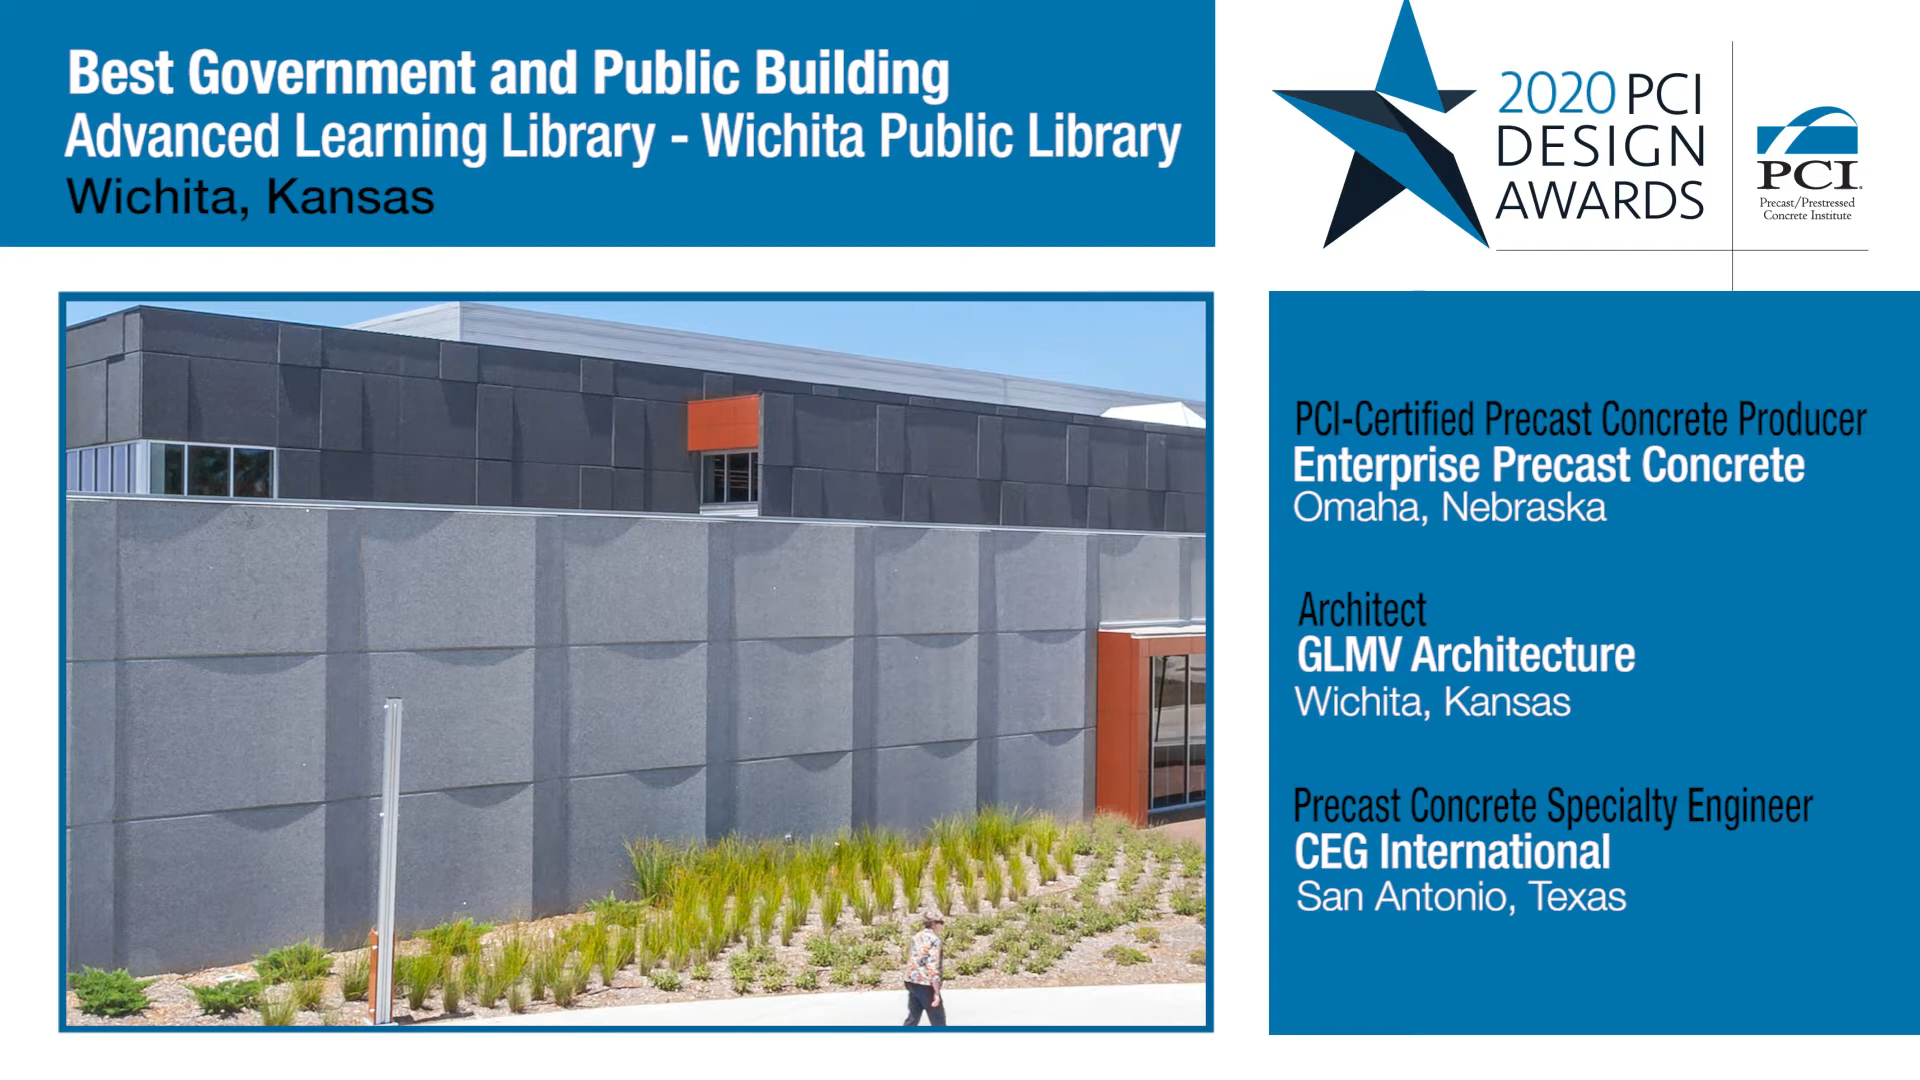 Best Government and Public Building
Advanced Learning Library - Wichita Public Library
Wichita, Kansas
2020 PCI
DESIGN
AWARDS
PCI
Precast/Prestressed
Concrete Institute
PCI-Certified Precast Concrete Producer
Enterprise Precast Concrete
Omaha, Nebraska
Architect
GLMV Architecture
Wichita, Kansas
Precast Concrete Specialty Engineer
CEG International
San Antonio, Texas